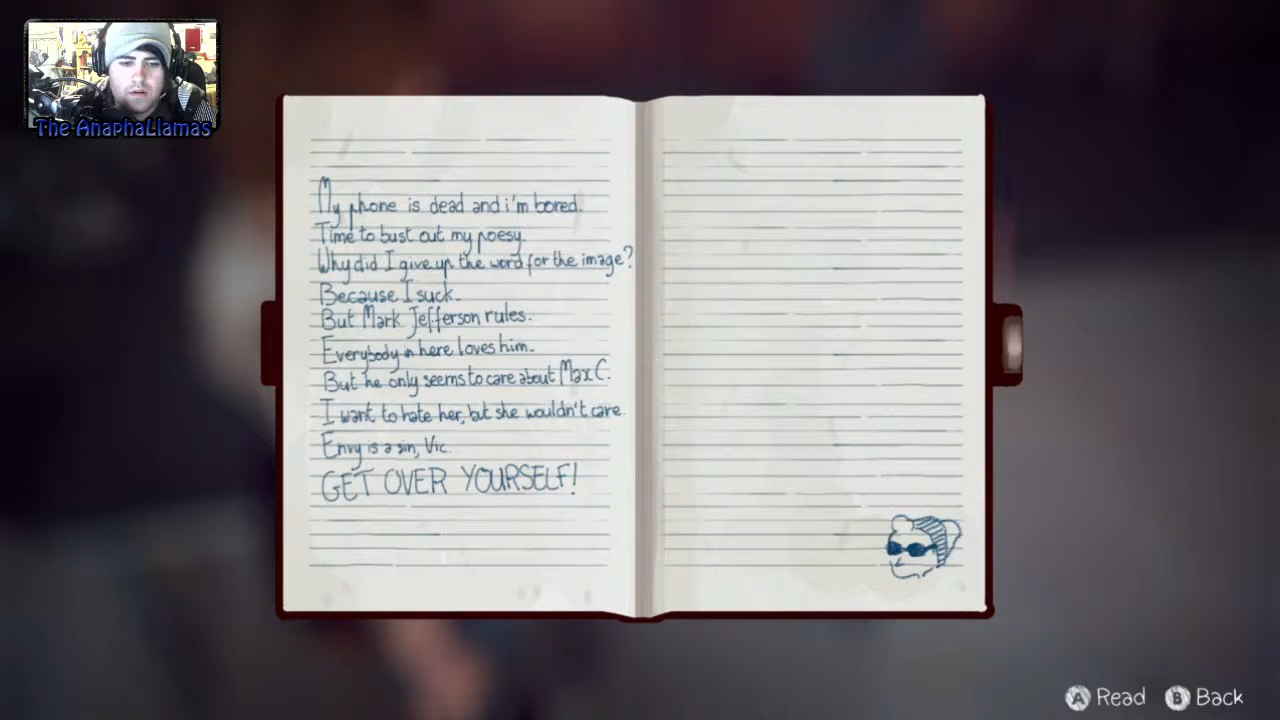 The AnaphaLlamas
My phone is dead and i'm bored.
Time to bust out my poesy.
Why did I give up the word for the image?
Because I suck.
But Mark Jefferson rules.
Everybody in here loves him.
But he only seems to care about Max C.
I want to hate her, but she wouldn't care.
Envy is a sin, Vic.
GET OVER YOURSELF!
A Read B Back